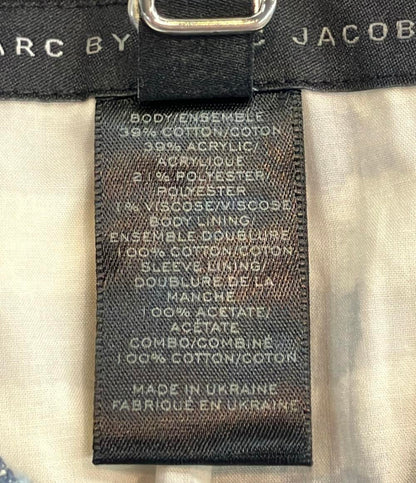 ARC BY JACOB
BODY/ENSEMBLE
39% COTTON/COTON
39% ACRYLIC/
ACRYLIQUE
21% POLYESTER/
POLYESTER
1% VISCOSE/VISCOSE
BODY LINING/
ENSEMBLE DOUBLURE
100% COTTON/COTON
SLEEVE LINING/
DOUBLURE DE LA
MANCHE
100% ACETATE/
ACÉTATE
COMBO/COMBINÉ
100% COTTON/COTON
MADE IN UKRAINE
FABRIQUÉ EN UKRAINE